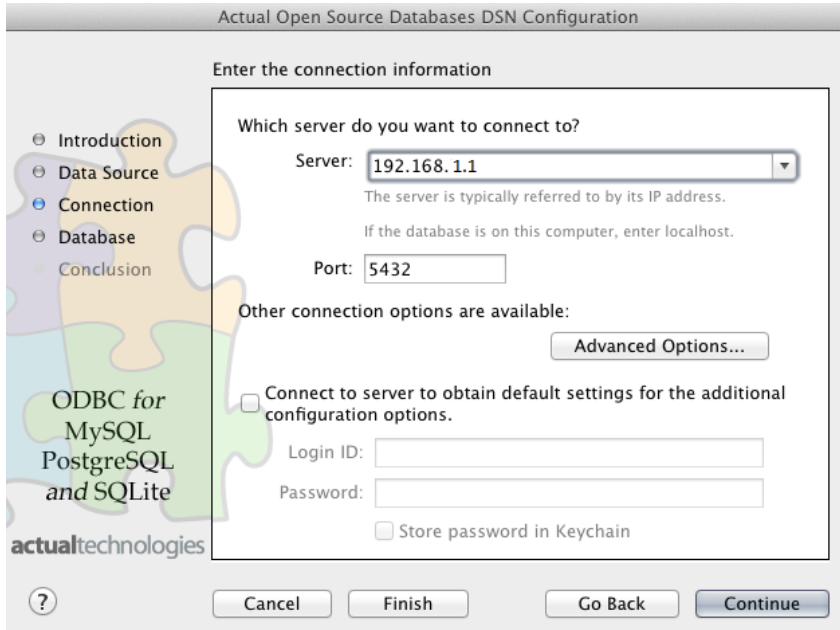 Actual Open Source Databases DSN Configuration
Enter the connection information
Introduction
Data Source
Connection
Database
Conclusion
ODBC for
MySQL
PostgreSQL
and SQLite
actualtechnologies
Which server do you want to connect to?
Server: 192.168.1.1
The server is typically referred to by its IP address.
If the database is on this computer, enter localhost.
Port: 5432
Other connection options are available:
Advanced Options...
Connect to server to obtain default settings for the additional
configuration options.
Login ID:
Password:
Store password in Keychain
? Cancel Finish Go Back Continue